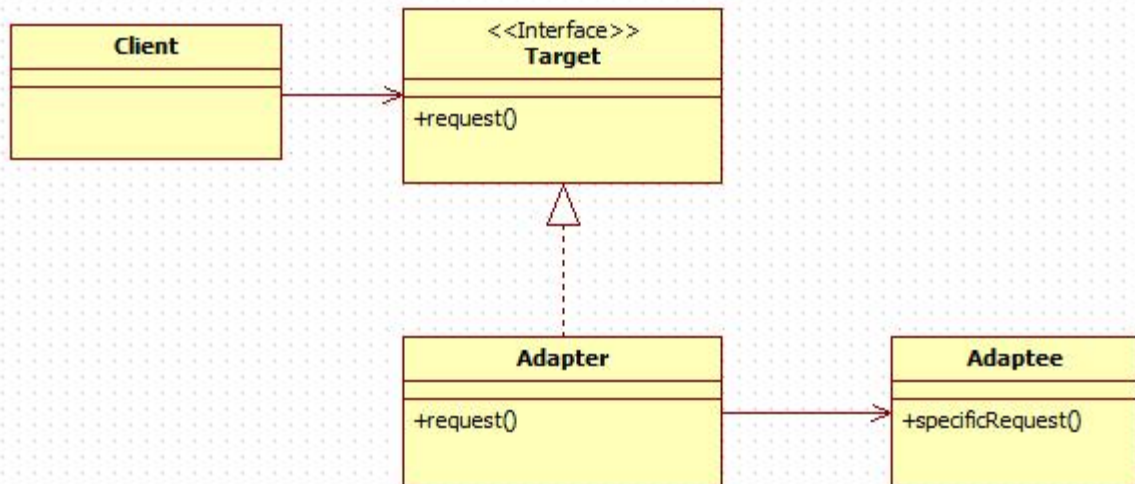 Client
<<Interface>>
Target
+request()
Adapter
+request()
Adaptee
+specificRequest()